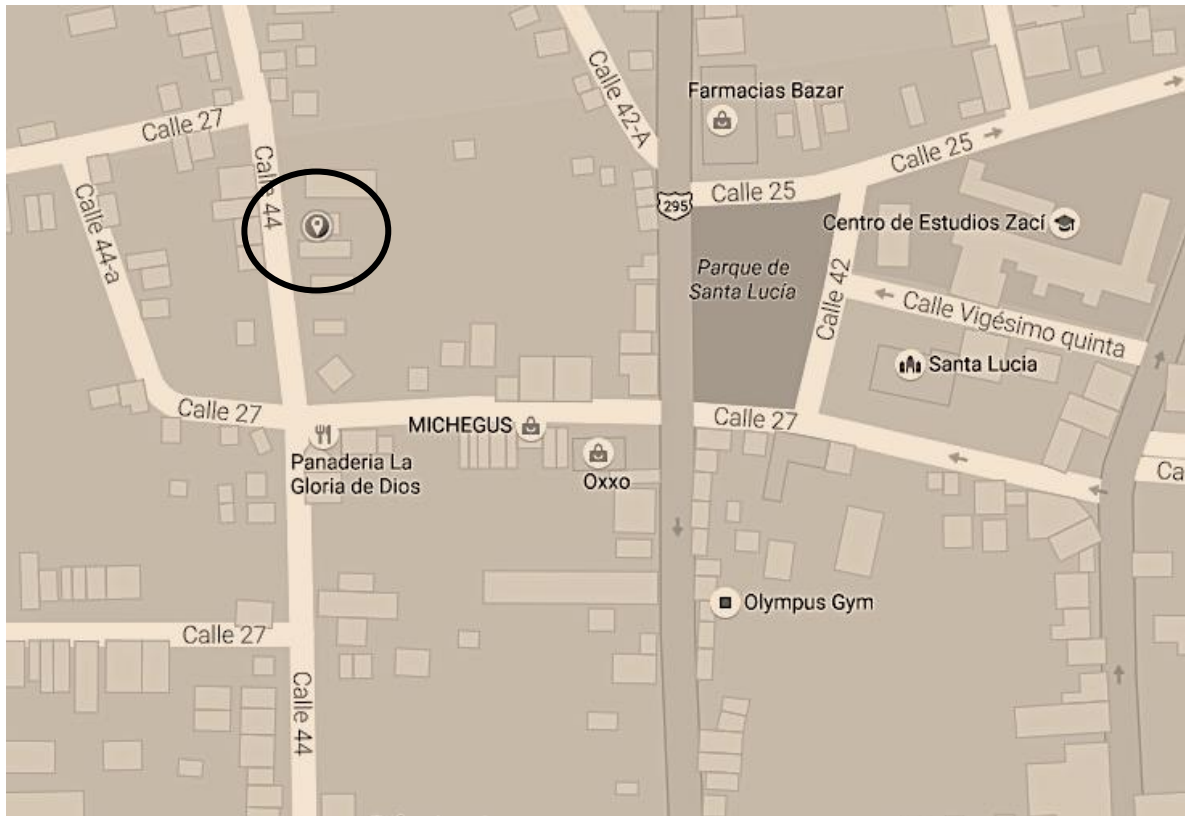 Calle 42-A
Farmacias Bazar
Calle 27
Calle 44
Calle 25
Calle 25
Calle 44-a
295
Centro de Estudios Zací
Parque de
Santa Lucía
Calle 42
Calle Vigésimo quinta
Santa Lucia
Calle 27
MICHEGUS
Calle 27
Panaderia La
Gloria de Dios
Oxxo
Ca
Olympus Gym
Calle 27
Calle 44